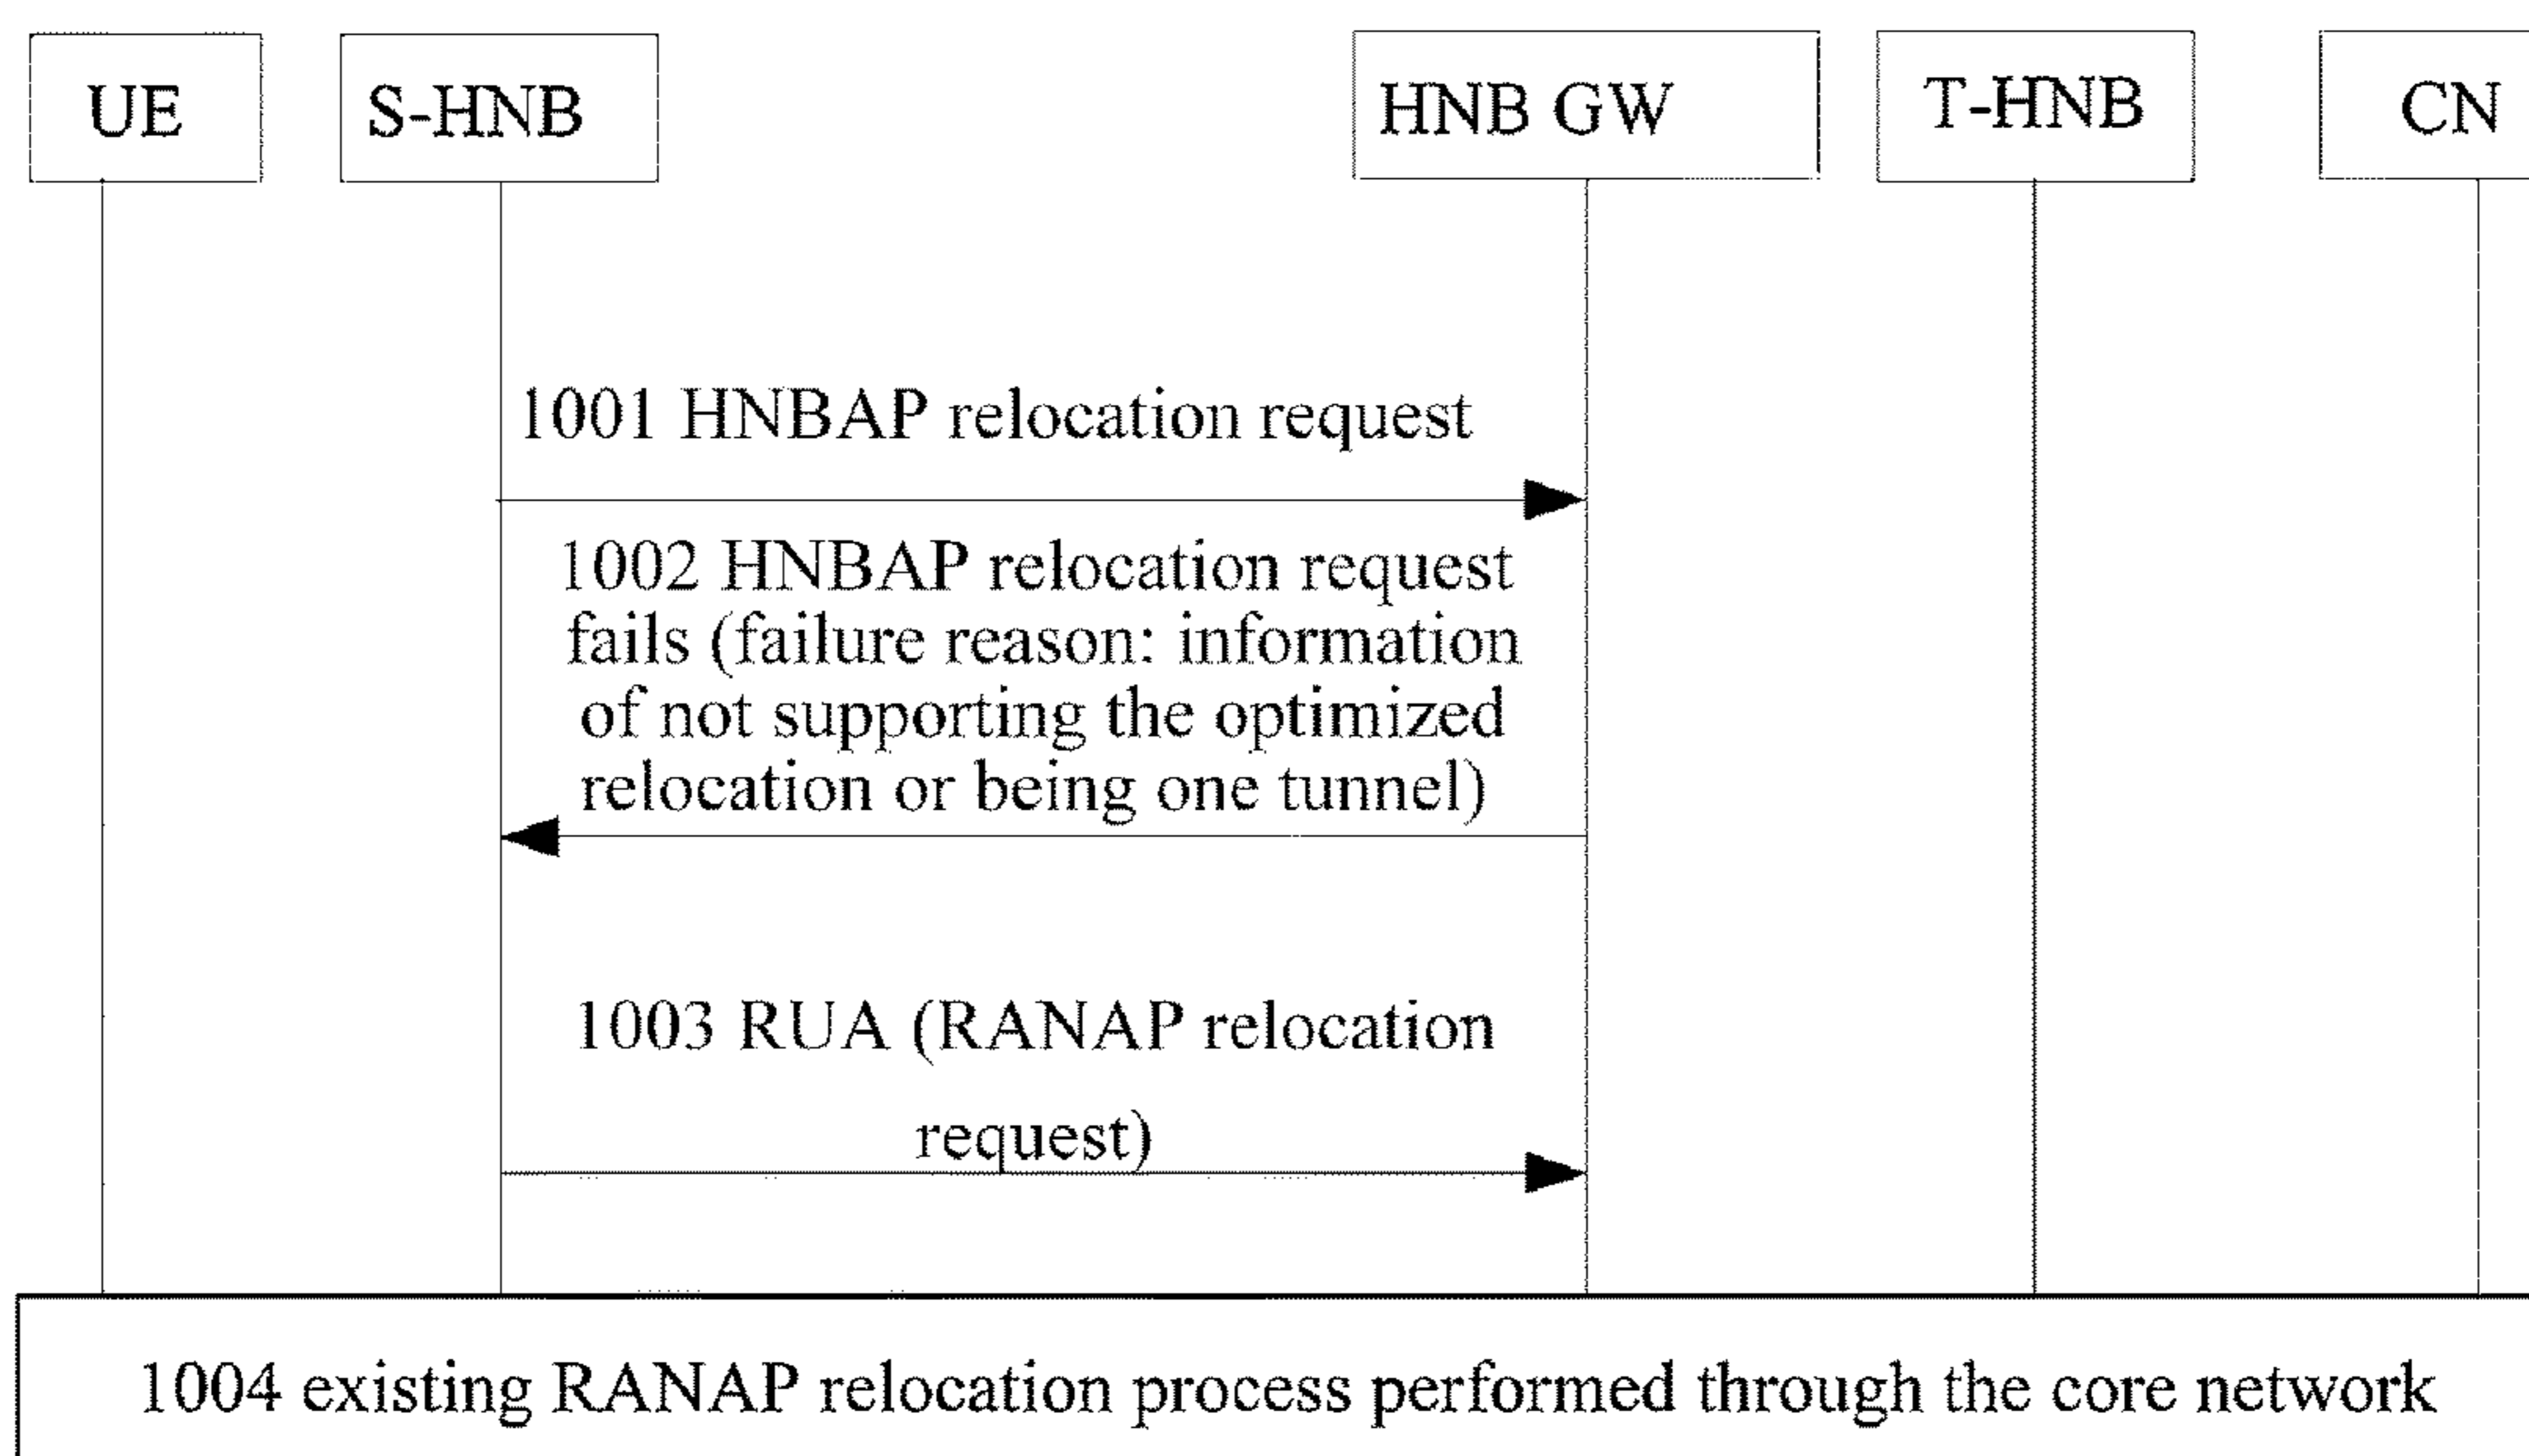 UE
S-HNB
HNB GW
T-HNB
CN
1001 HNBAP relocation request
1002 HNBAP relocation request
fails (failure reason: information
of not supporting the optimized
relocation or being one tunnel)
1003 RUA (RANAP relocation
request)
1004 existing RANAP relocation process performed through the core network